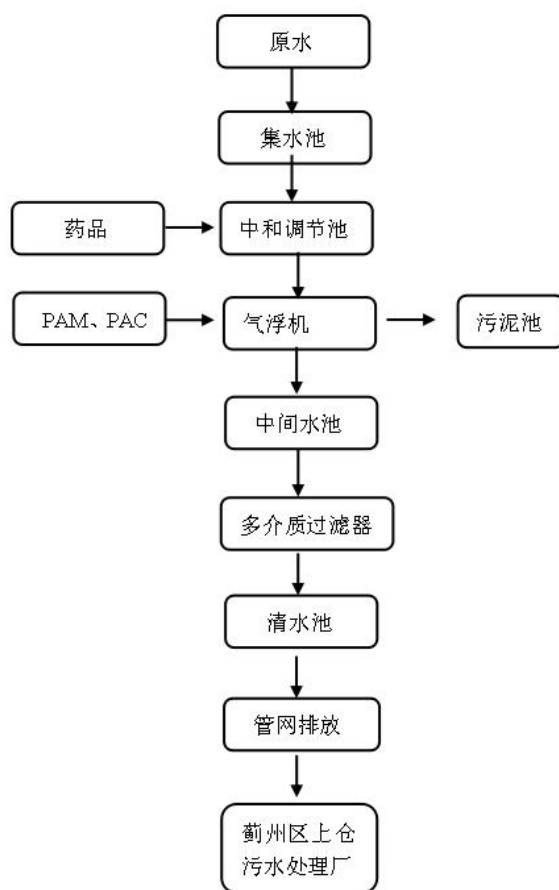 原水
集水池
药品
中和调节池
PAM、PAC
气浮机
污泥池
中间水池
多介质过滤器
清水池
管网排放
蓟州区上仓
污水处理厂